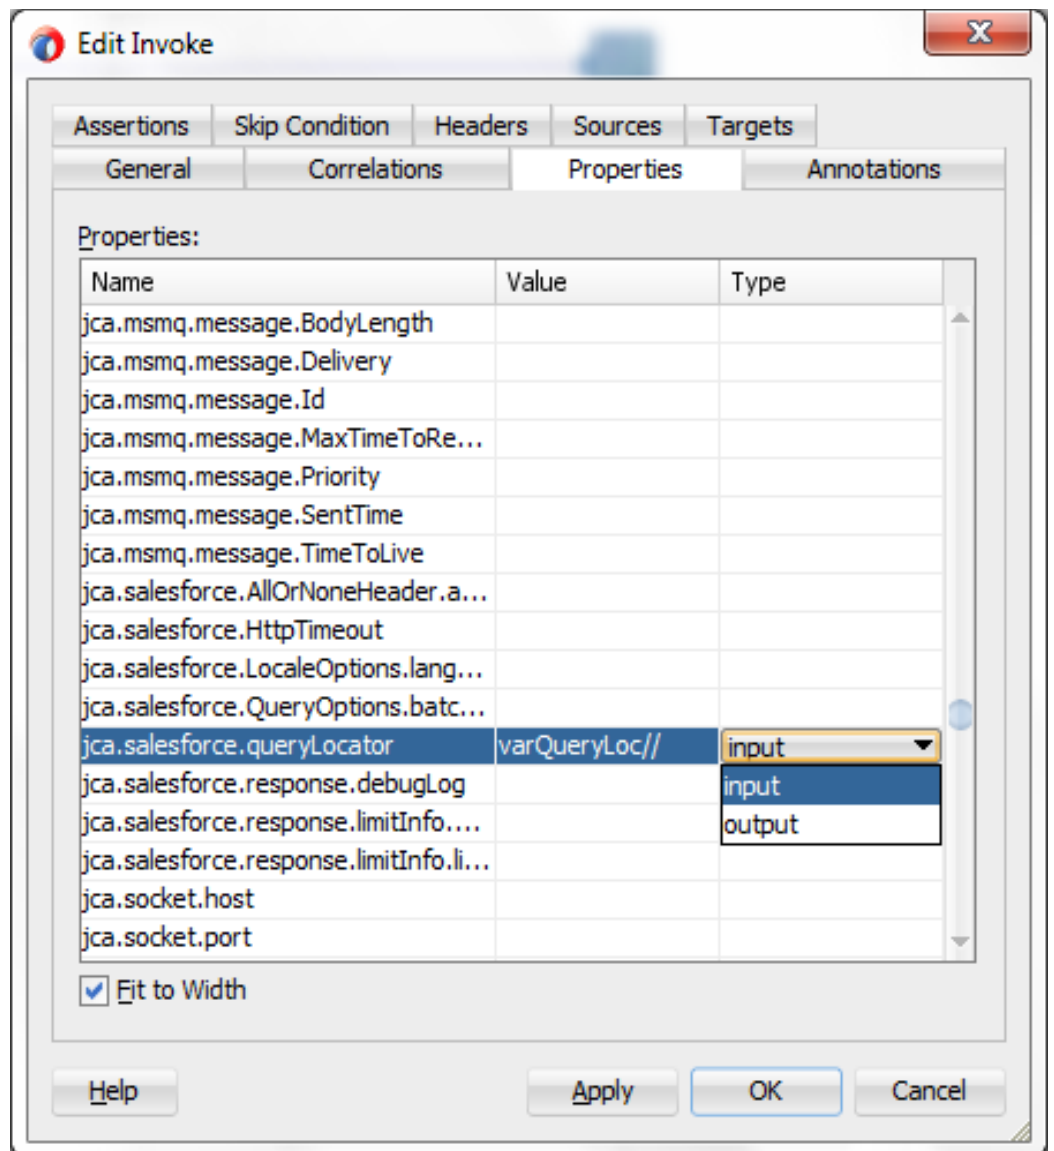 Edit Invoke
Assertions Skip Condition Headers Sources Targets
General Correlations Properties Annotations
Properties:
Name Value Type
jca.msmq.message.BodyLength
jca.msmq.message.Delivery
jca.msmq.message.Id
jca.msmq.message.MaxTimeToRe...
jca.msmq.message.Priority
jca.msmq.message.SentTime
jca.msmq.message.TimeToLive
jca.salesforce.AllOrNoneHeader.a...
jca.salesforce.HttpTimeout
jca.salesforce.LocaleOptions.lang...
jca.salesforce.QueryOptions.batc...
jca.salesforce.queryLocator varQueryLoc// input
jca.salesforce.response.debugLog input
jca.salesforce.response.limitInfo.... output
jca.salesforce.response.limitInfo.li...
jca.socket.host
jca.socket.port
Fit to Width
Help Apply OK Cancel